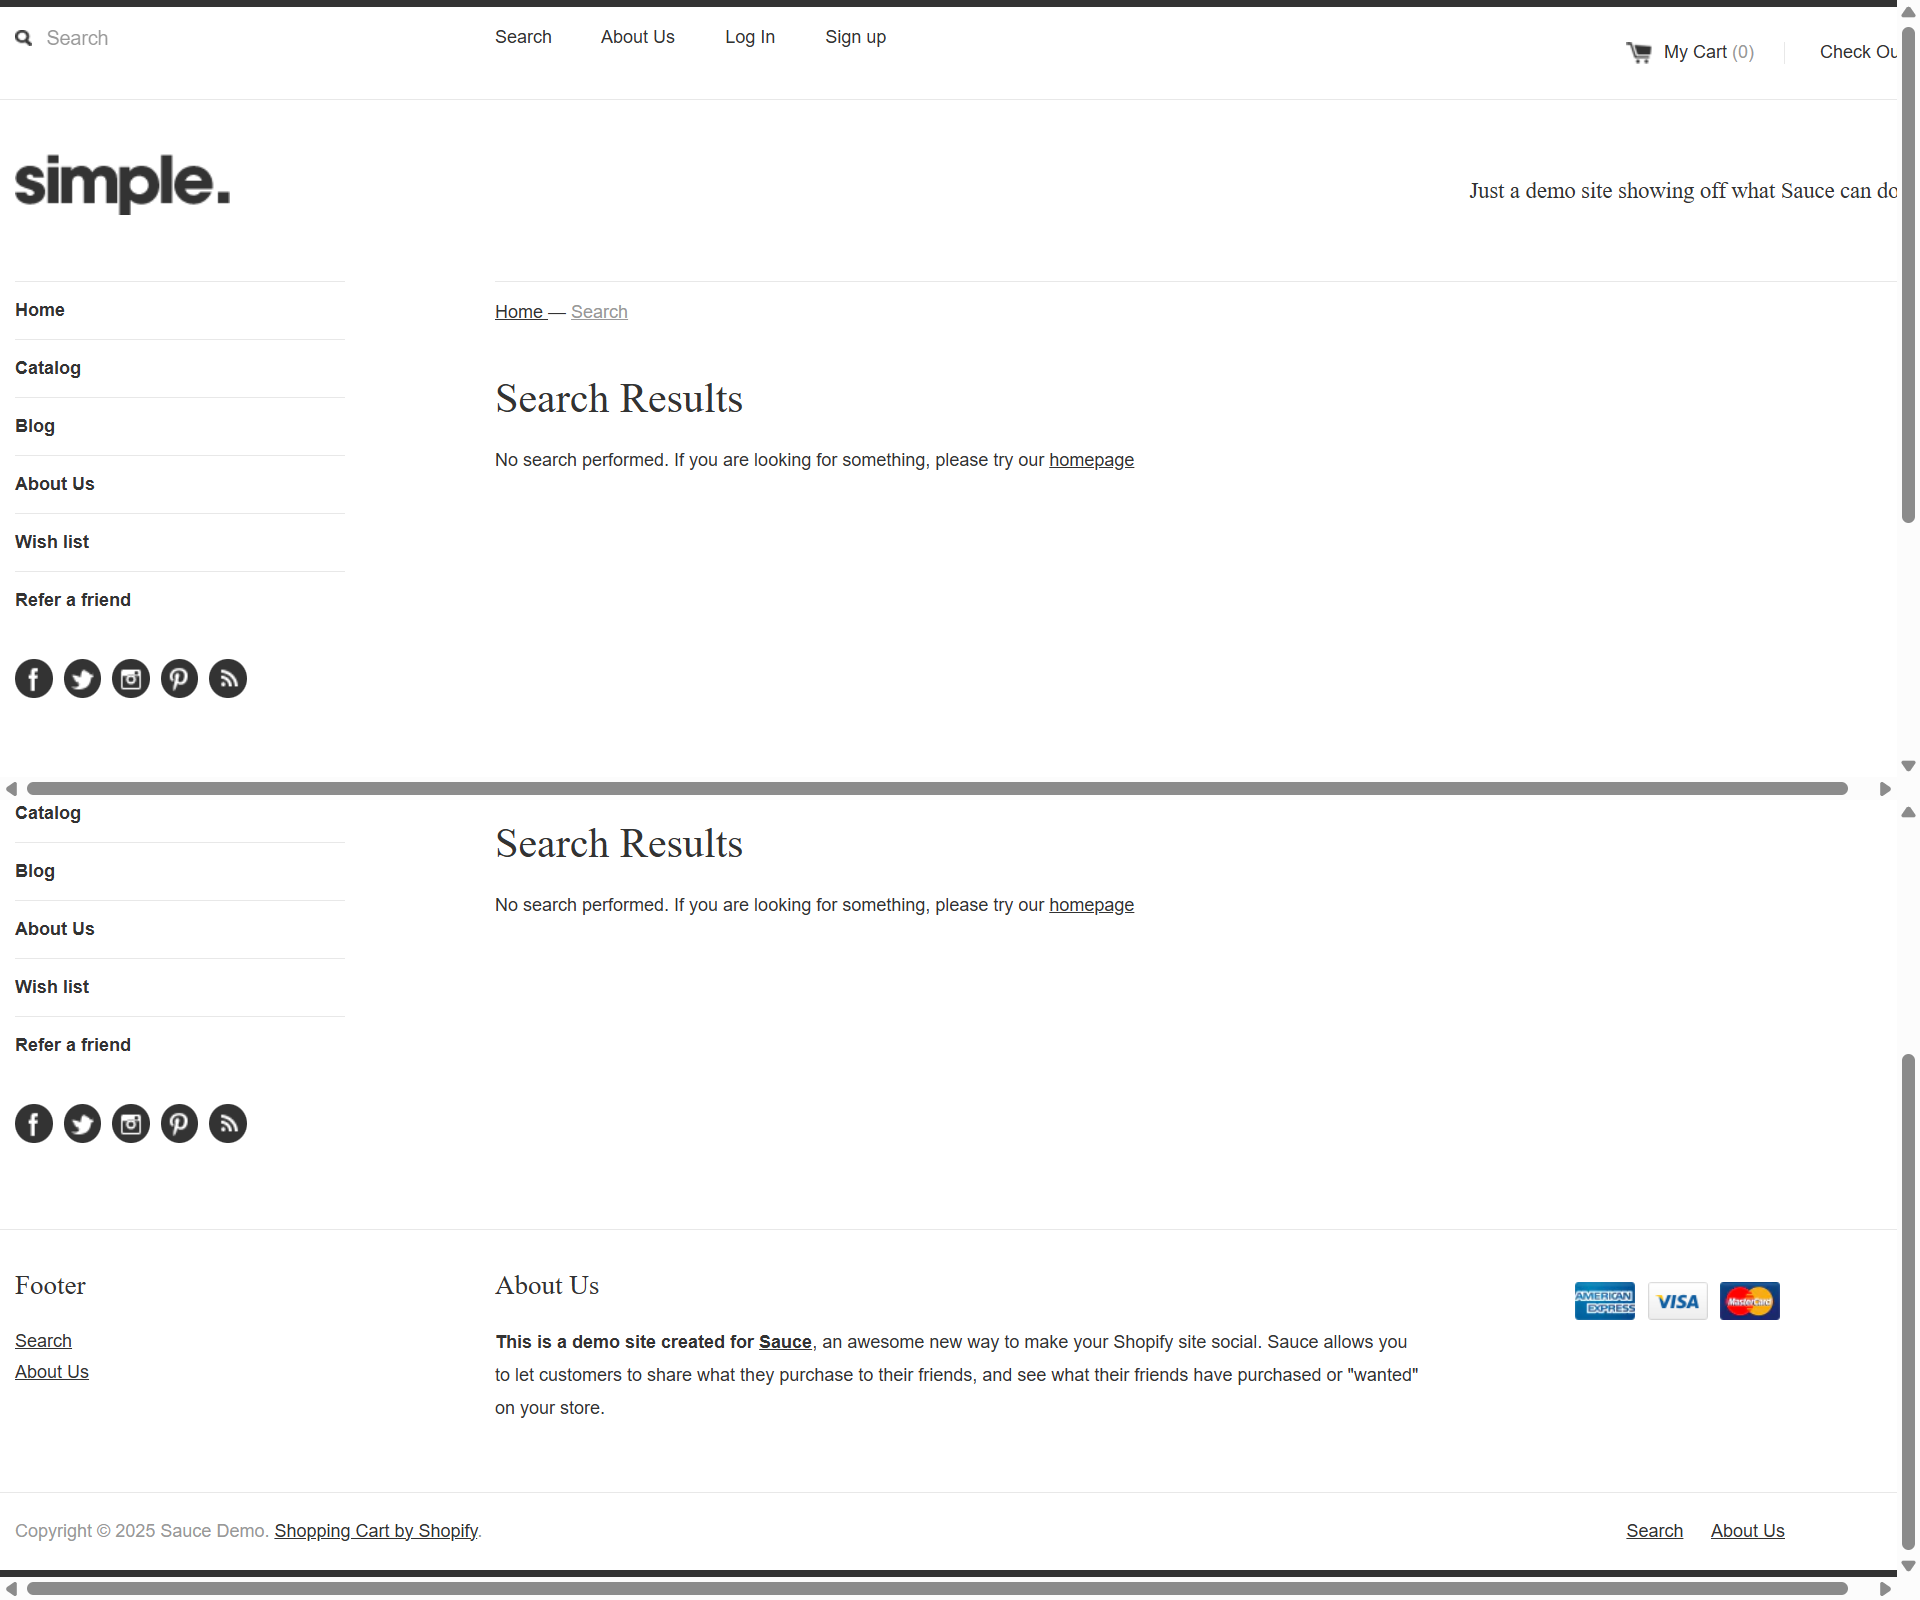 Search
Search About Us Log In Sign up
My Cart (0) Check Ou
simple.
Just a demo site showing off what Sauce can do
Home
Catalog
Blog
About Us
Wish list
Refer a friend
Home — Search
Search Results
No search performed. If you are looking for something, please try our homepage
Catalog
Blog
About Us
Wish list
Refer a friend
Search Results
No search performed. If you are looking for something, please try our homepage
Footer
Search
About Us
About Us
This is a demo site created for Sauce, an awesome new way to make your Shopify site social. Sauce allows you
to let customers to share what they purchase to their friends, and see what their friends have purchased or "wanted"
on your store.
AMERICAN EXPRESS
VISA
MasterCard
Copyright © 2025 Sauce Demo. Shopping Cart by Shopify.
Search About Us